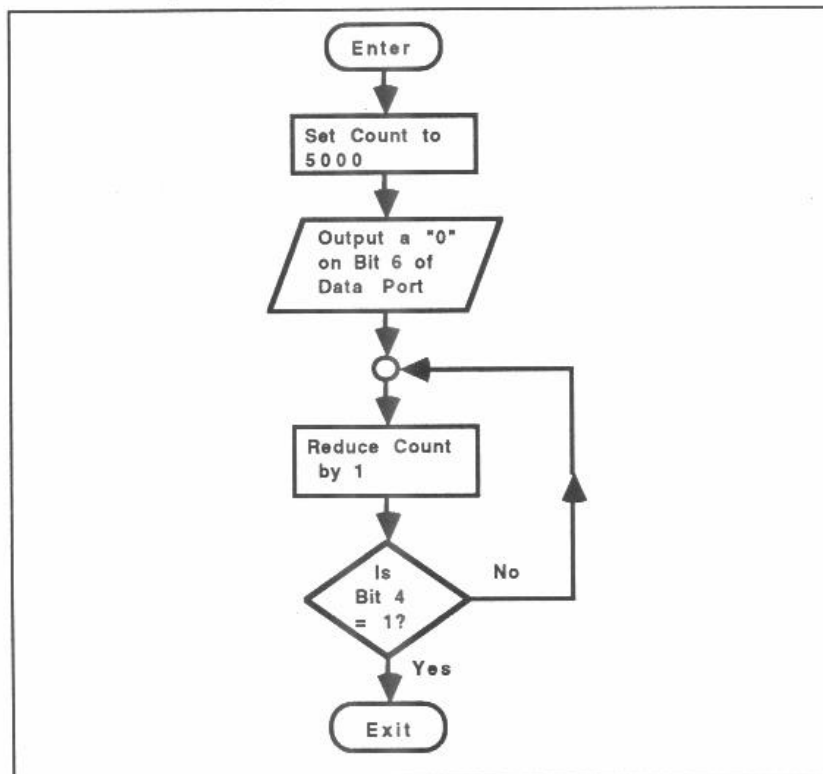 Enter
Set Count to
5000
Output a "0"
on Bit 6 of
Data Port
Reduce Count
by 1
Is
Bit 4
= 1?
No
Yes
Exit